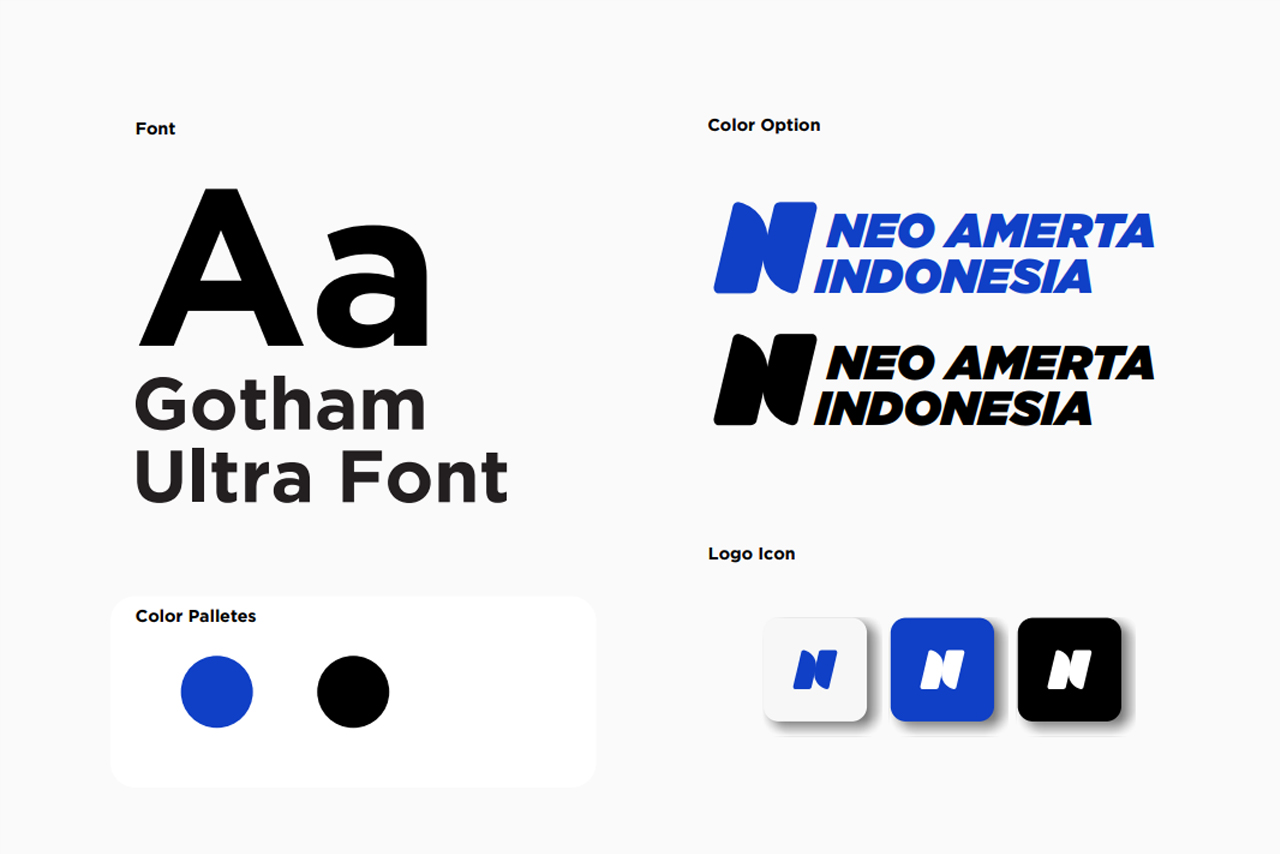 Font
Aa
Gotham
Ultra Font
Color Palletes
Color Option
NEO AMERTA
INDONESIA
NEO AMERTA
INDONESIA
Logo Icon